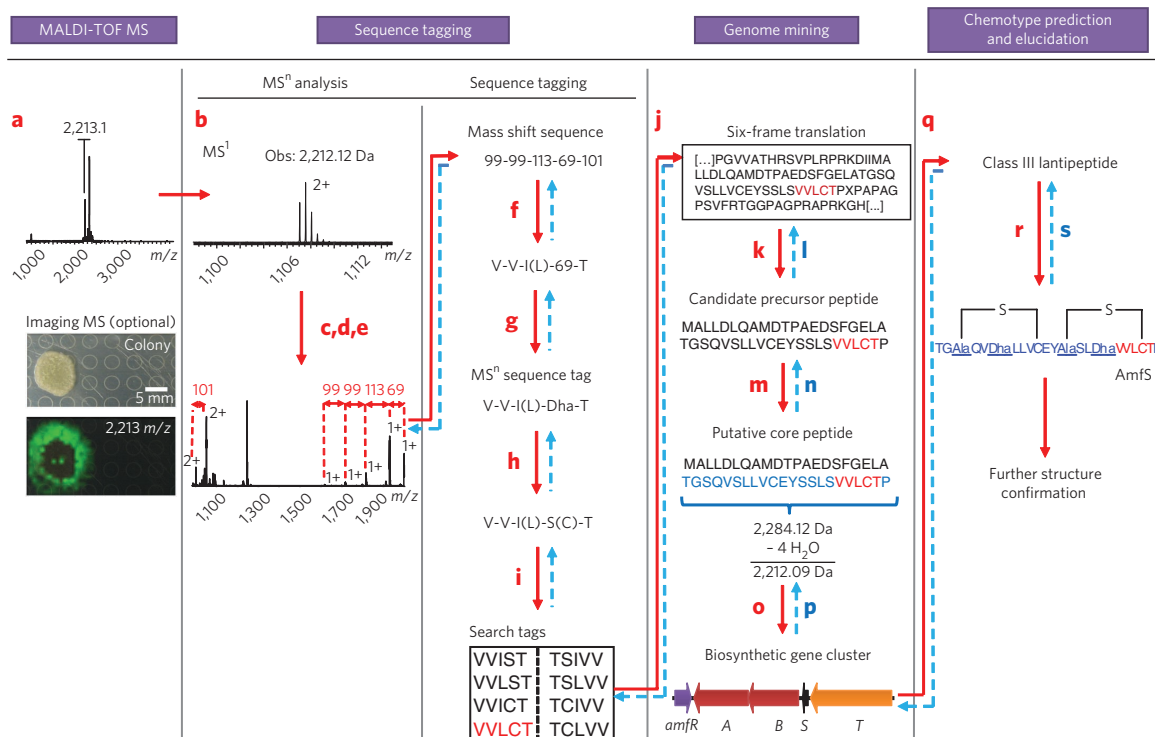 MALDI-TOF MS
Sequence tagging
Genome mining
Chemotype prediction
and elucidation
MSⁿ analysis
Sequence tagging
a
2,213.1
1,000
2,000
3,000
m/z
Imaging MS (optional)
Colony
5 mm
2,213 m/z
b
MS¹
Obs: 2,212.12 Da
2+
1,100
1,106
1,112
m/z
c,d,e
101
99 99 113 69
2+
2+
1+
1+
1+
1+
1+
1,100
1,300
1,500
1,700
1,900
m/z
Mass shift sequence
99-99-113-69-101
f
V-V-I(L)-69-T
g
MSⁿ sequence tag
V-V-I(L)-Dha-T
h
V-V-I(L)-S(C)-T
i
Search tags
VVIST TSIVV
VVLST TSLVV
VVICT TCIVV
VVLCT TCLVV
j
Six-frame translation
[...]PGVVATHRSVPLRPRKDIIMA
LLDLQAMDTPAEDSFGELATGSQ
VSLLVCEYSSLSVVLCTPXPAPAG
PSVFRTGGPAGPRAPRKGH[...]
k
l
Candidate precursor peptide
MALLDLQAMDTPAEDSFGELA
TGSQVSLLVCEYSSLSVVLCTP
m
n
Putative core peptide
MALLDLQAMDTPAEDSFGELA
TGSQVSLLVCEYSSLSVVLCTP
2,284.12 Da
– 4 H₂O
2,212.09 Da
o
p
Biosynthetic gene cluster
amfR A B S T
q
Class III lantipeptide
r
s
S
S
TGAlaQVDhaLLVCEYAlaSLDhaVVLCTP
AmfS
Further structure
confirmation